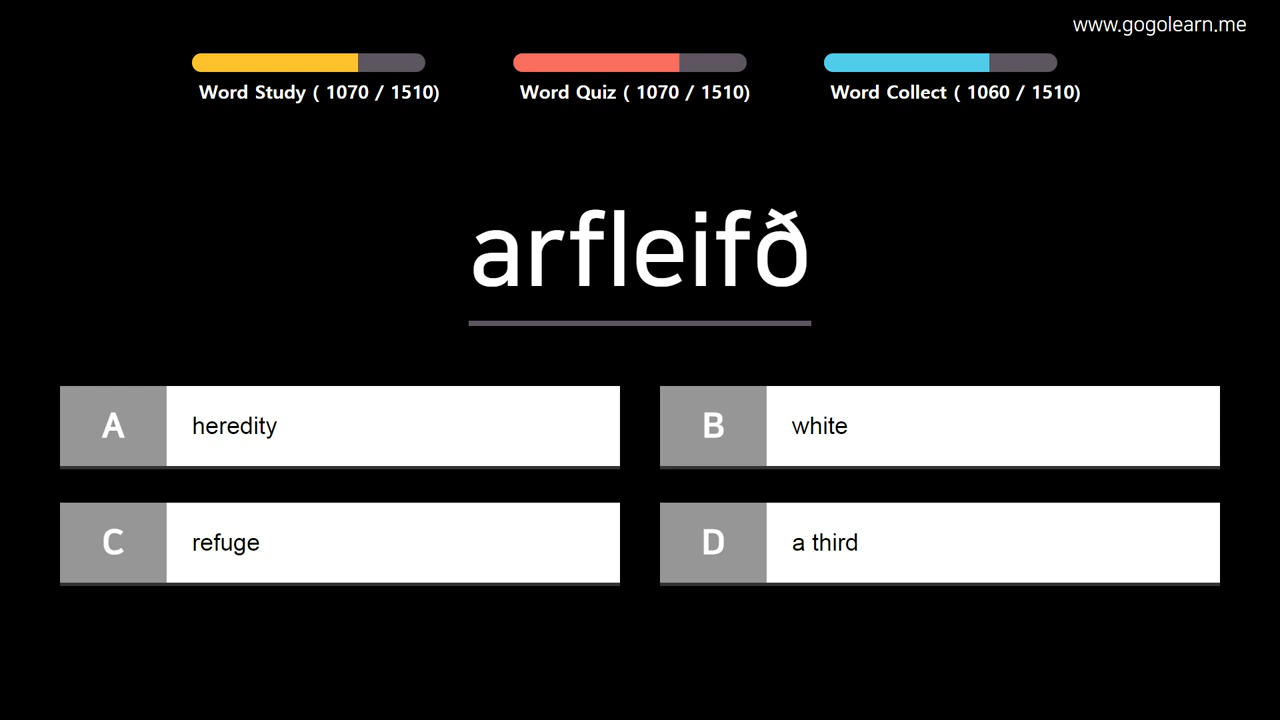 www.gogolearn.me
Word Study ( 1070 / 1510)
Word Quiz ( 1070 / 1510)
Word Collect ( 1060 / 1510)
arfleifð
A heredity
B white
C refuge
D a third